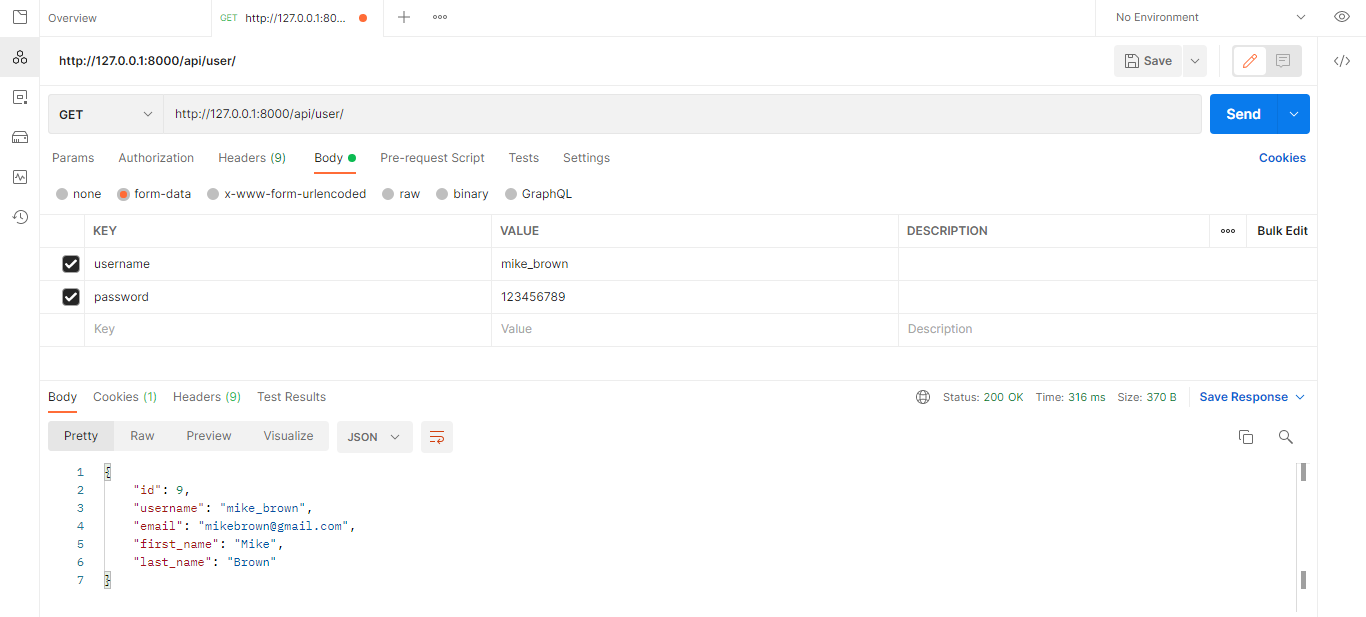 Overview GET http://127.0.0.1:80... No Environment
http://127.0.0.1:8000/api/user/ Save
GET http://127.0.0.1:8000/api/user/ Send
Params Authorization Headers (9) Body Pre-request Script Tests Settings Cookies
none form-data x-www-form-urlencoded raw binary GraphQL
KEY VALUE DESCRIPTION Bulk Edit
username mike_brown
password 123456789
Key Value Description
Body Cookies (1) Headers (9) Test Results Status: 200 OK Time: 316 ms Size: 370 B Save Response
Pretty Raw Preview Visualize JSON
1 {
2 "id": 9,
3 "username": "mike_brown",
4 "email": "mikebrown@gmail.com",
5 "first_name": "Mike",
6 "last_name": "Brown"
7 }